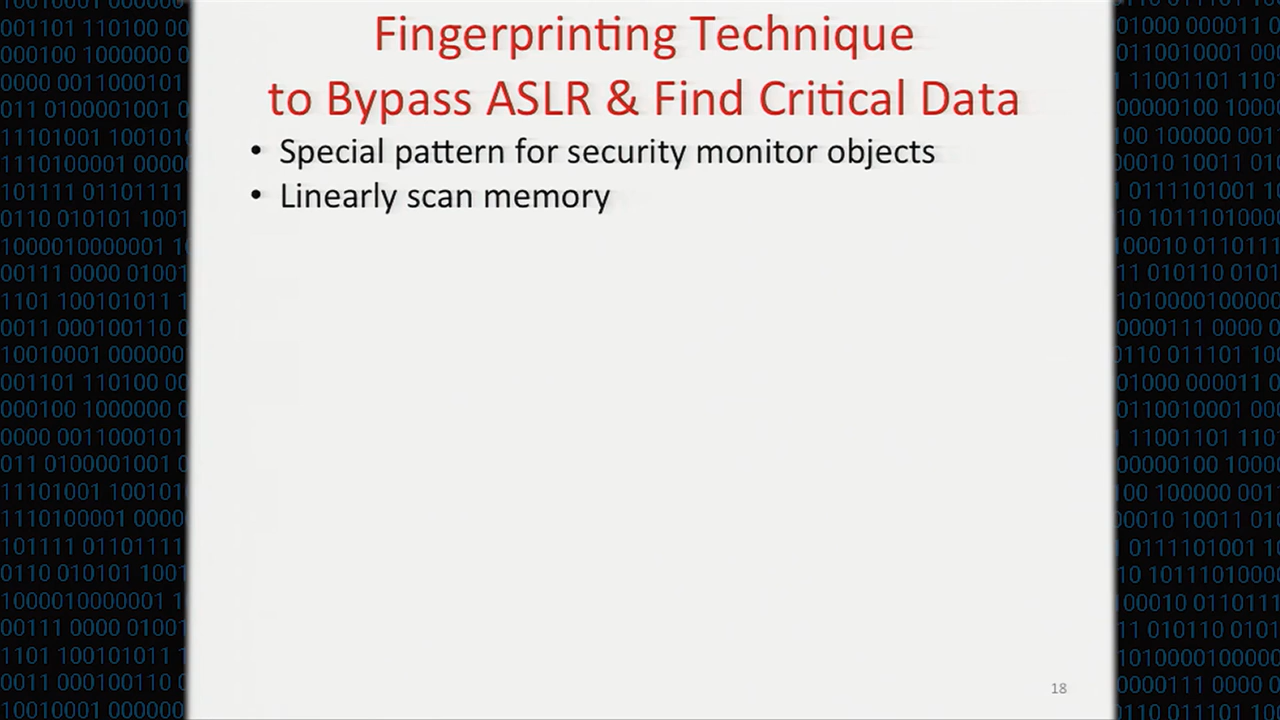 Fingerprinting Technique
to Bypass ASLR & Find Critical Data
• Special pattern for security monitor objects
• Linearly scan memory
18